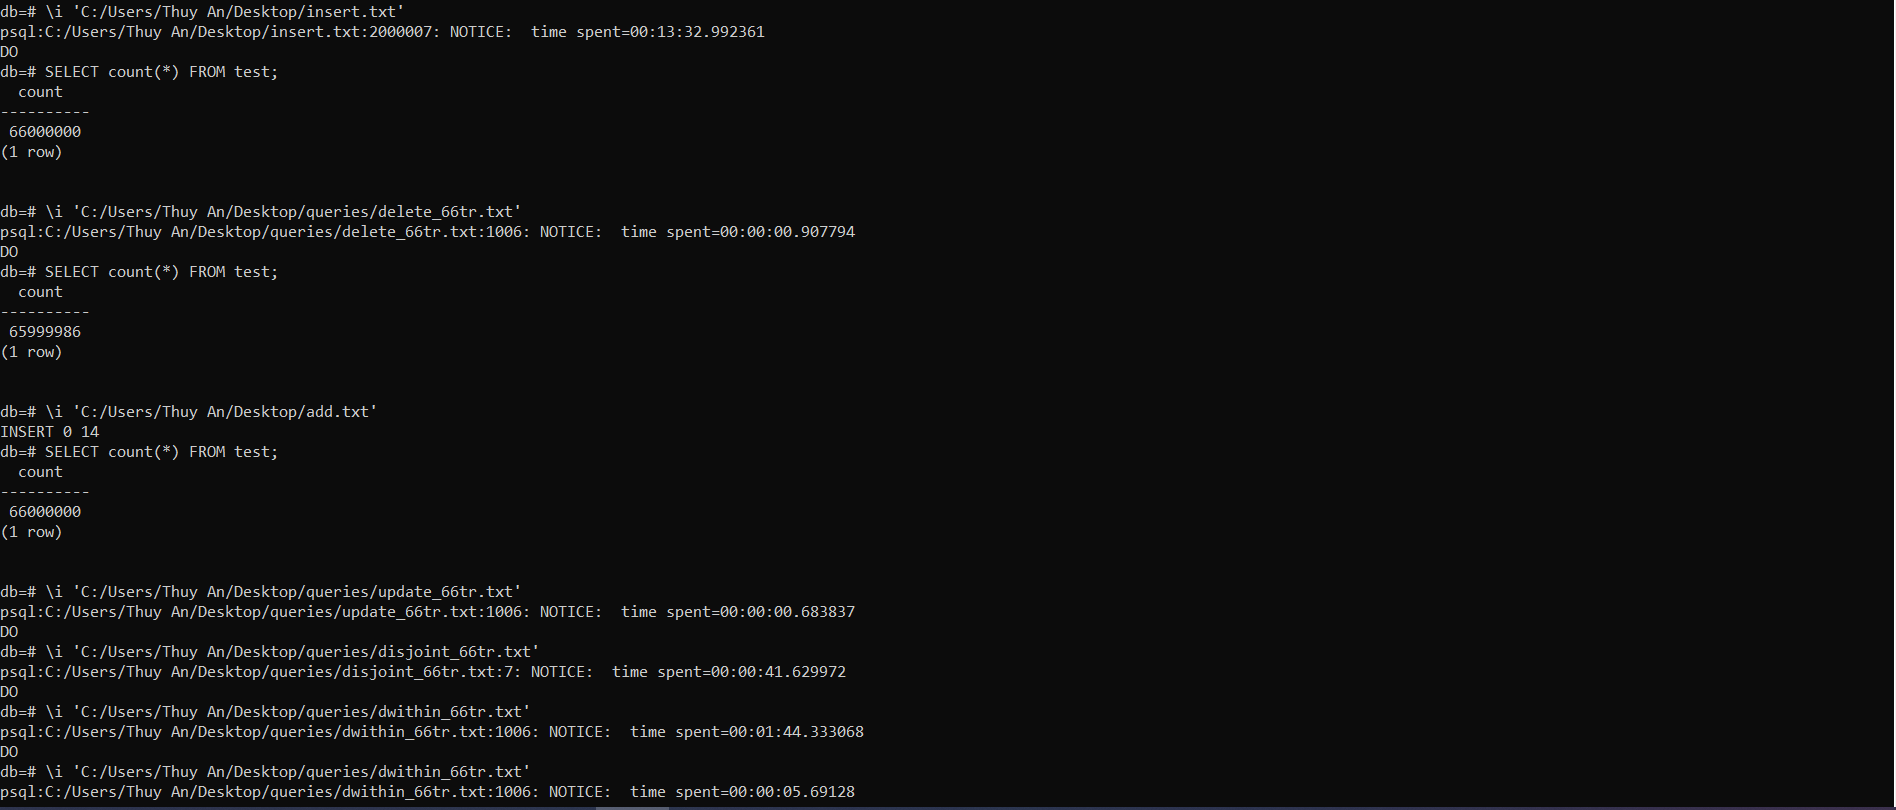 db=# \i 'C:/Users/Thuy An/Desktop/insert.txt'
psql:C:/Users/Thuy An/Desktop/insert.txt:2000007: NOTICE:  time spent=00:13:32.992361
DO
db=# SELECT count(*) FROM test;
  count
----------
 66000000
(1 row)
db=# \i 'C:/Users/Thuy An/Desktop/queries/delete_66tr.txt'
psql:C:/Users/Thuy An/Desktop/queries/delete_66tr.txt:1006: NOTICE:  time spent=00:00:00.907794
DO
db=# SELECT count(*) FROM test;
  count
----------
 65999986
(1 row)
db=# \i 'C:/Users/Thuy An/Desktop/add.txt'
INSERT 0 14
db=# SELECT count(*) FROM test;
  count
----------
 66000000
(1 row)
db=# \i 'C:/Users/Thuy An/Desktop/queries/update_66tr.txt'
psql:C:/Users/Thuy An/Desktop/queries/update_66tr.txt:1006: NOTICE:  time spent=00:00:00.683837
DO
db=# \i 'C:/Users/Thuy An/Desktop/queries/disjoint_66tr.txt'
psql:C:/Users/Thuy An/Desktop/queries/disjoint_66tr.txt:7: NOTICE:  time spent=00:00:41.629972
DO
db=# \i 'C:/Users/Thuy An/Desktop/queries/dwithin_66tr.txt'
psql:C:/Users/Thuy An/Desktop/queries/dwithin_66tr.txt:1006: NOTICE:  time spent=00:01:44.333068
DO
db=# \i 'C:/Users/Thuy An/Desktop/queries/dwithin_66tr.txt'
psql:C:/Users/Thuy An/Desktop/queries/dwithin_66tr.txt:1006: NOTICE:  time spent=00:00:05.69128